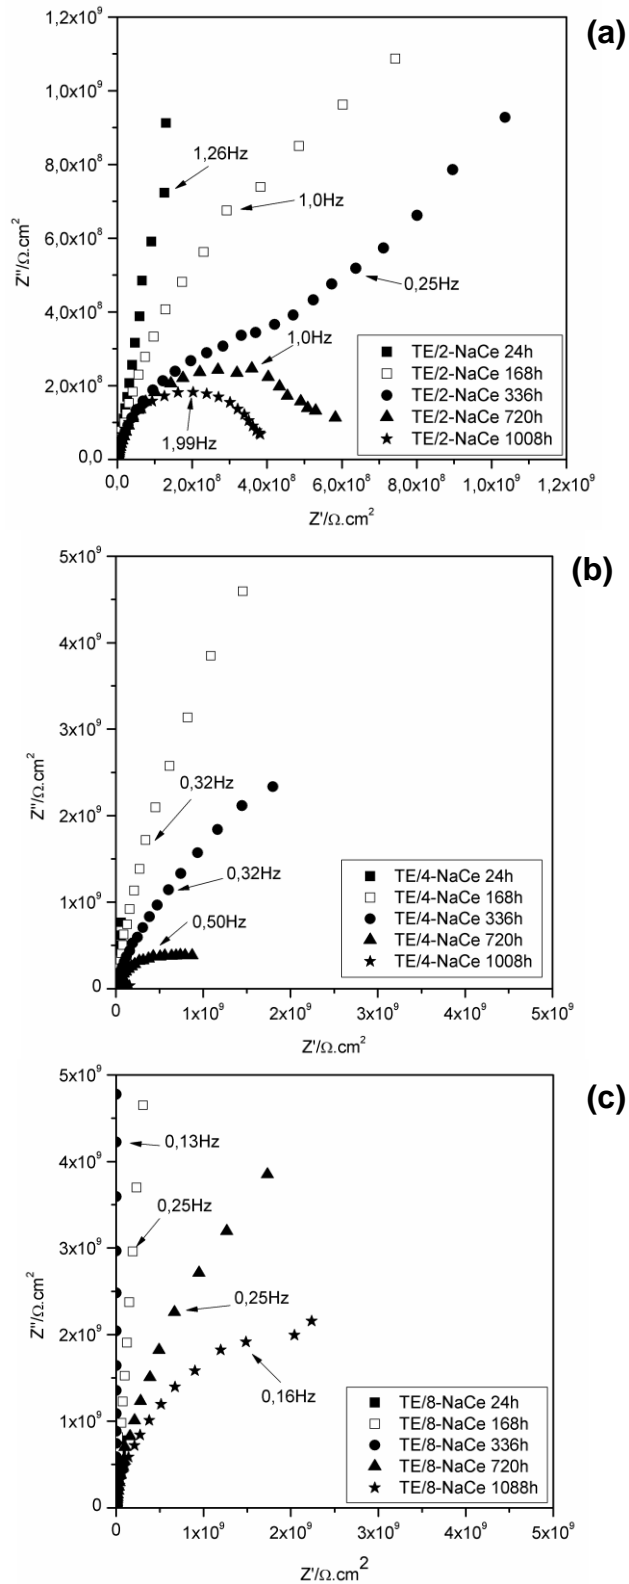 (a)
1,2x10⁹
1,0x10⁹
8,0x10⁸
6,0x10⁸
4,0x10⁸
2,0x10⁸
0,0
Z''/Ω.cm²
1,26Hz
1,0Hz
0,25Hz
1,0Hz
1,99Hz
TE/2-NaCe 24h
TE/2-NaCe 168h
TE/2-NaCe 336h
TE/2-NaCe 720h
TE/2-NaCe 1008h
0,0 2,0x10⁸ 4,0x10⁸ 6,0x10⁸ 8,0x10⁸ 1,0x10⁹ 1,2x10⁹
Z'/Ω.cm²
(b)
5x10⁹
4x10⁹
3x10⁹
2x10⁹
1x10⁹
0
Z''/Ω.cm²
0,32Hz
0,32Hz
0,50Hz
TE/4-NaCe 24h
TE/4-NaCe 168h
TE/4-NaCe 336h
TE/4-NaCe 720h
TE/4-NaCe 1008h
0 1x10⁹ 2x10⁹ 3x10⁹ 4x10⁹ 5x10⁹
Z'/Ω.cm²
(c)
5x10⁹
4x10⁹
3x10⁹
2x10⁹
1x10⁹
0
Z''/Ω.cm²
0,13Hz
0,25Hz
0,25Hz
0,16Hz
TE/8-NaCe 24h
TE/8-NaCe 168h
TE/8-NaCe 336h
TE/8-NaCe 720h
TE/8-NaCe 1088h
0 1x10⁹ 2x10⁹ 3x10⁹ 4x10⁹ 5x10⁹
Z'/Ω.cm²